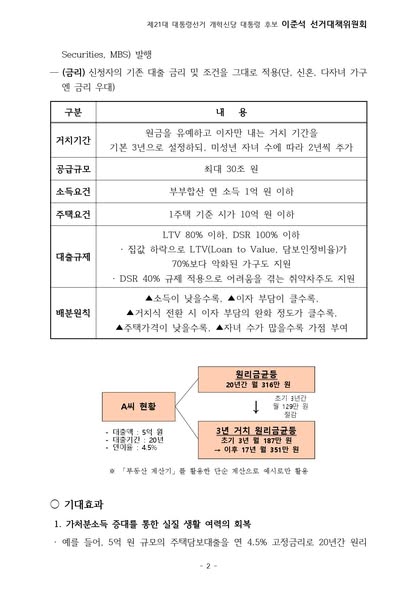 제21대 대통령선거 개혁신당 대통령 후보 이준석 선거대책위원회
Securities, MBS) 발행
― (금리) 신청자의 기존 대출 금리 및 조건을 그대로 적용(단, 신혼, 다자녀 가구
엔 금리 우대)
구분 내 용
거치기간 원금을 유예하고 이자만 내는 거치 기간을
기본 3년으로 설정하되, 미성년 자녀 수에 따라 2년씩 추가
공급규모 최대 30조 원
소득요건 부부합산 연 소득 1억 원 이하
주택요건 1주택 기준 시가 10억 원 이하
대출규제 LTV 80% 이하, DSR 100% 이하
· 집값 하락으로 LTV(Loan to Value, 담보인정비율)가
70%보다 악화된 가구도 지원
· DSR 40% 규제 적용으로 어려움을 겪는 취약차주도 지원
배분원칙 ▲소득이 낮을수록, ▲이자 부담이 클수록,
▲거치식 전환 시 이자 부담의 완화 정도가 클수록,
▲주택가격이 낮을수록, ▲자녀 수가 많을수록 가점 부여
원리금균등
20년간 월 316만 원
A씨 현황
- 대출액 : 5억 원
- 대출기간 : 20년
- 연이율 : 4.5%
↓
초기 3년간
월 129만 원
절감
3년 거치 원리금균등
초기 3년 월 187만 원
→ 이후 17년 월 351만 원
※ 「부동산 계산기」를 활용한 단순 계산으로 예시로만 활용
○ 기대효과
1. 가처분소득 증대를 통한 실질 생활 여력의 회복
· 예를 들어, 5억 원 규모의 주택담보대출을 연 4.5% 고정금리로 20년간 원리
- 2 -